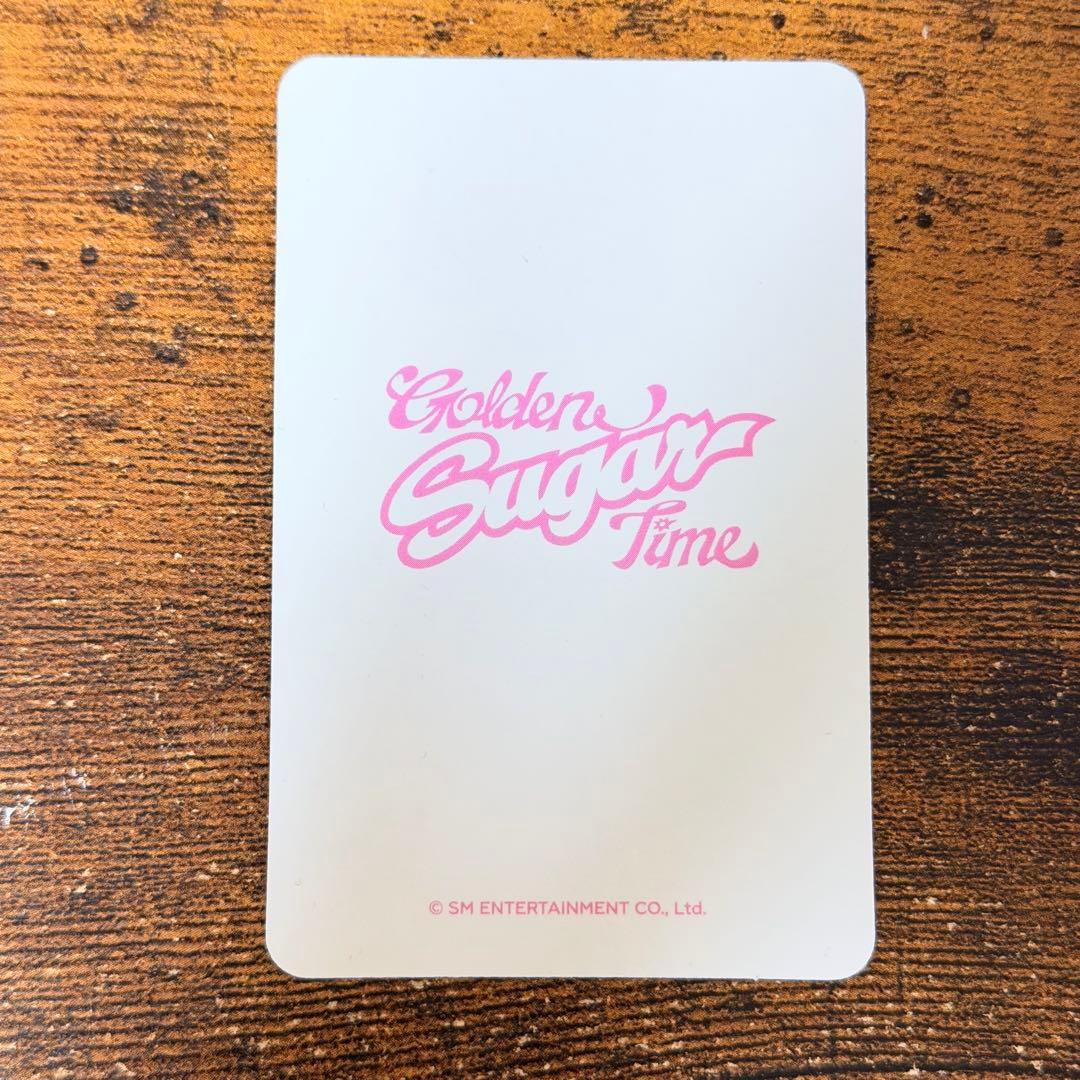 Golden
Sugar
Time
© SM ENTERTAINMENT CO., Ltd.